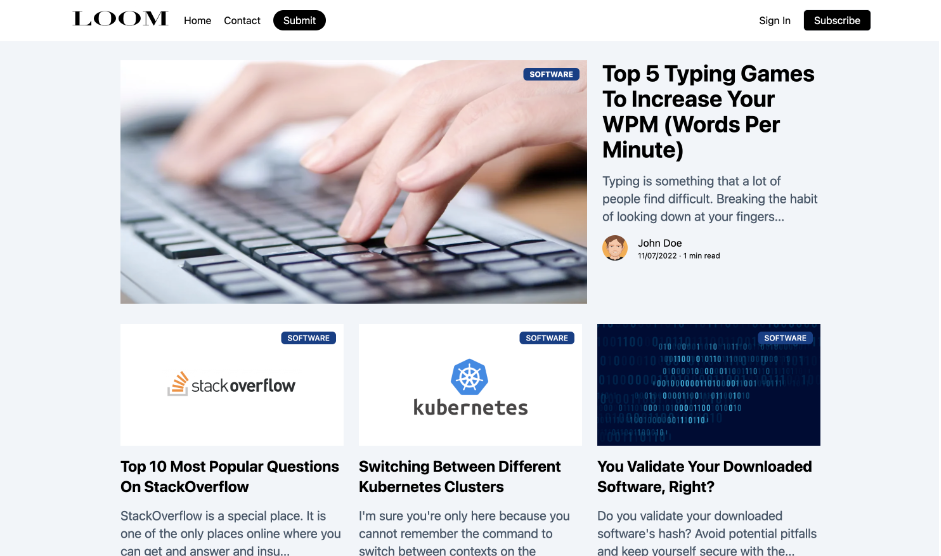 LOOM Home Contact Submit Sign In Subscribe
SOFTWARE
Top 5 Typing Games
To Increase Your
WPM (Words Per
Minute)
Typing is something that a lot of
people find difficult. Breaking the habit
of looking down at your fingers...
John Doe
11/07/2022 · 1 min read
SOFTWARE
stackoverflow
Top 10 Most Popular Questions
On StackOverflow
StackOverflow is a special place. It is
one of the only places online where you
can get and answer and insu...
SOFTWARE
kubernetes
Switching Between Different
Kubernetes Clusters
I'm sure you're only here because you
cannot remember the command to
switch between contexts on the
SOFTWARE
You Validate Your Downloaded
Software, Right?
Do you validate your downloaded
software's hash? Avoid potential pitfalls
and keep yourself secure with the...